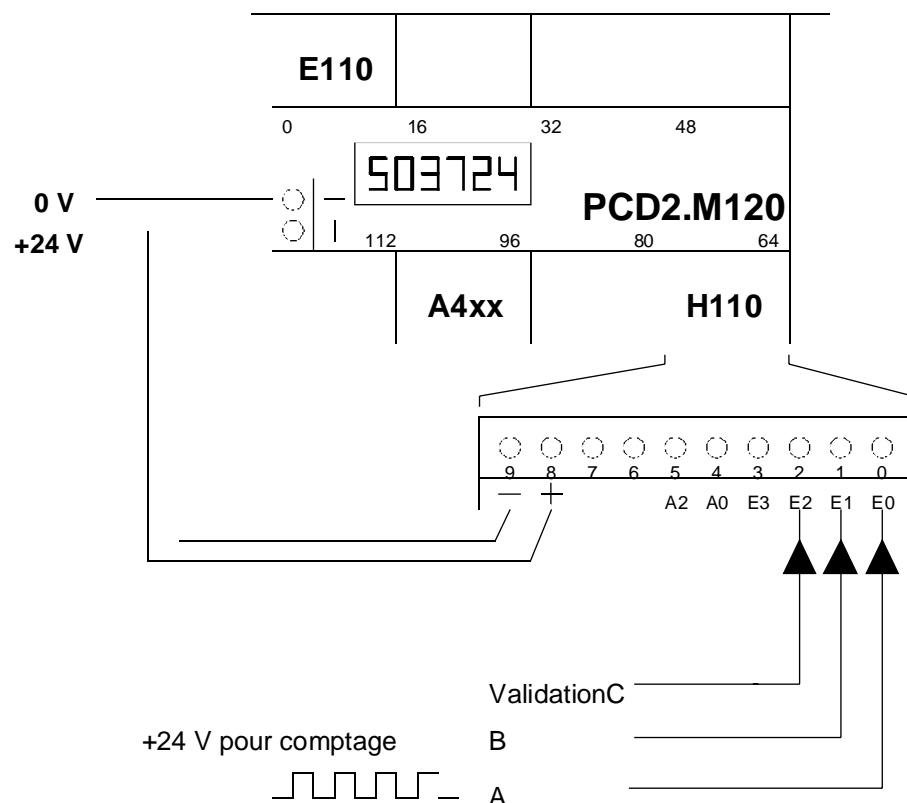 E110
0 16 32 48
503724
0 V
PCD2.M120
+24 V
112 96 80 64
A4xx H110
9 8 7 6 5 4 3 2 1 0
– + A2 A0 E3 E2 E1 E0
ValidationC
+24 V pour comptage B
A